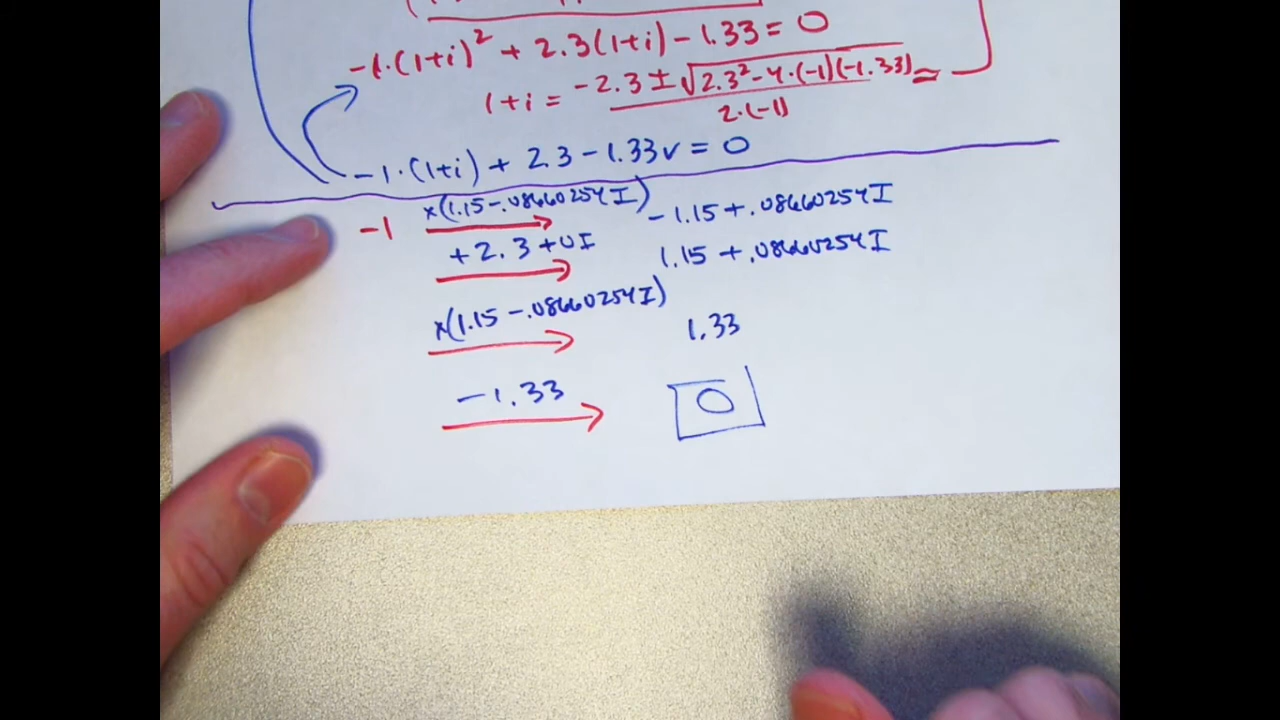 -1·(1+i)² + 2.3(1+i) - 1.33 = 0
1+i = -2.3 ± √(2.3² - 4·(-1)(-1.33)) / 2·(-1) ≈
-1·(1+i) + 2.3 - 1.33v = 0
-1 ×(1.15-.08660254I) -1.15+.08660254I
+2.3+0I 1.15+.08660254I
×(1.15-.08660254I) 1.33
-1.33 0